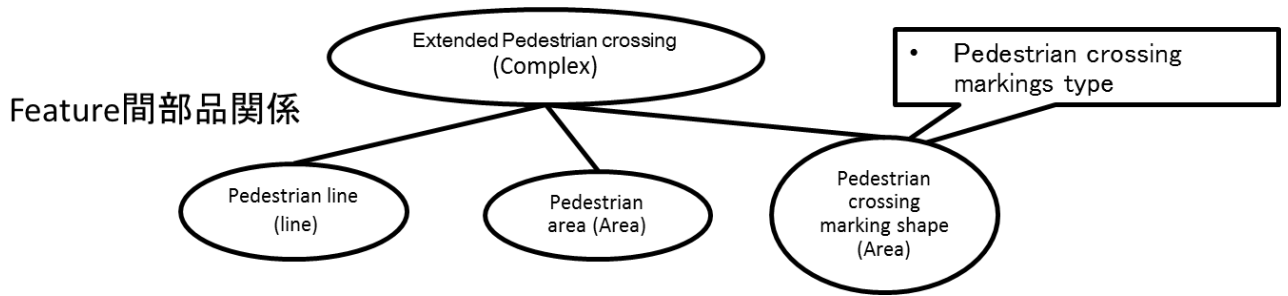 Extended Pedestrian crossing
(Complex)
• Pedestrian crossing
markings type
Feature間部品関係
Pedestrian line
(line)
Pedestrian
area (Area)
Pedestrian
crossing
marking shape
(Area)